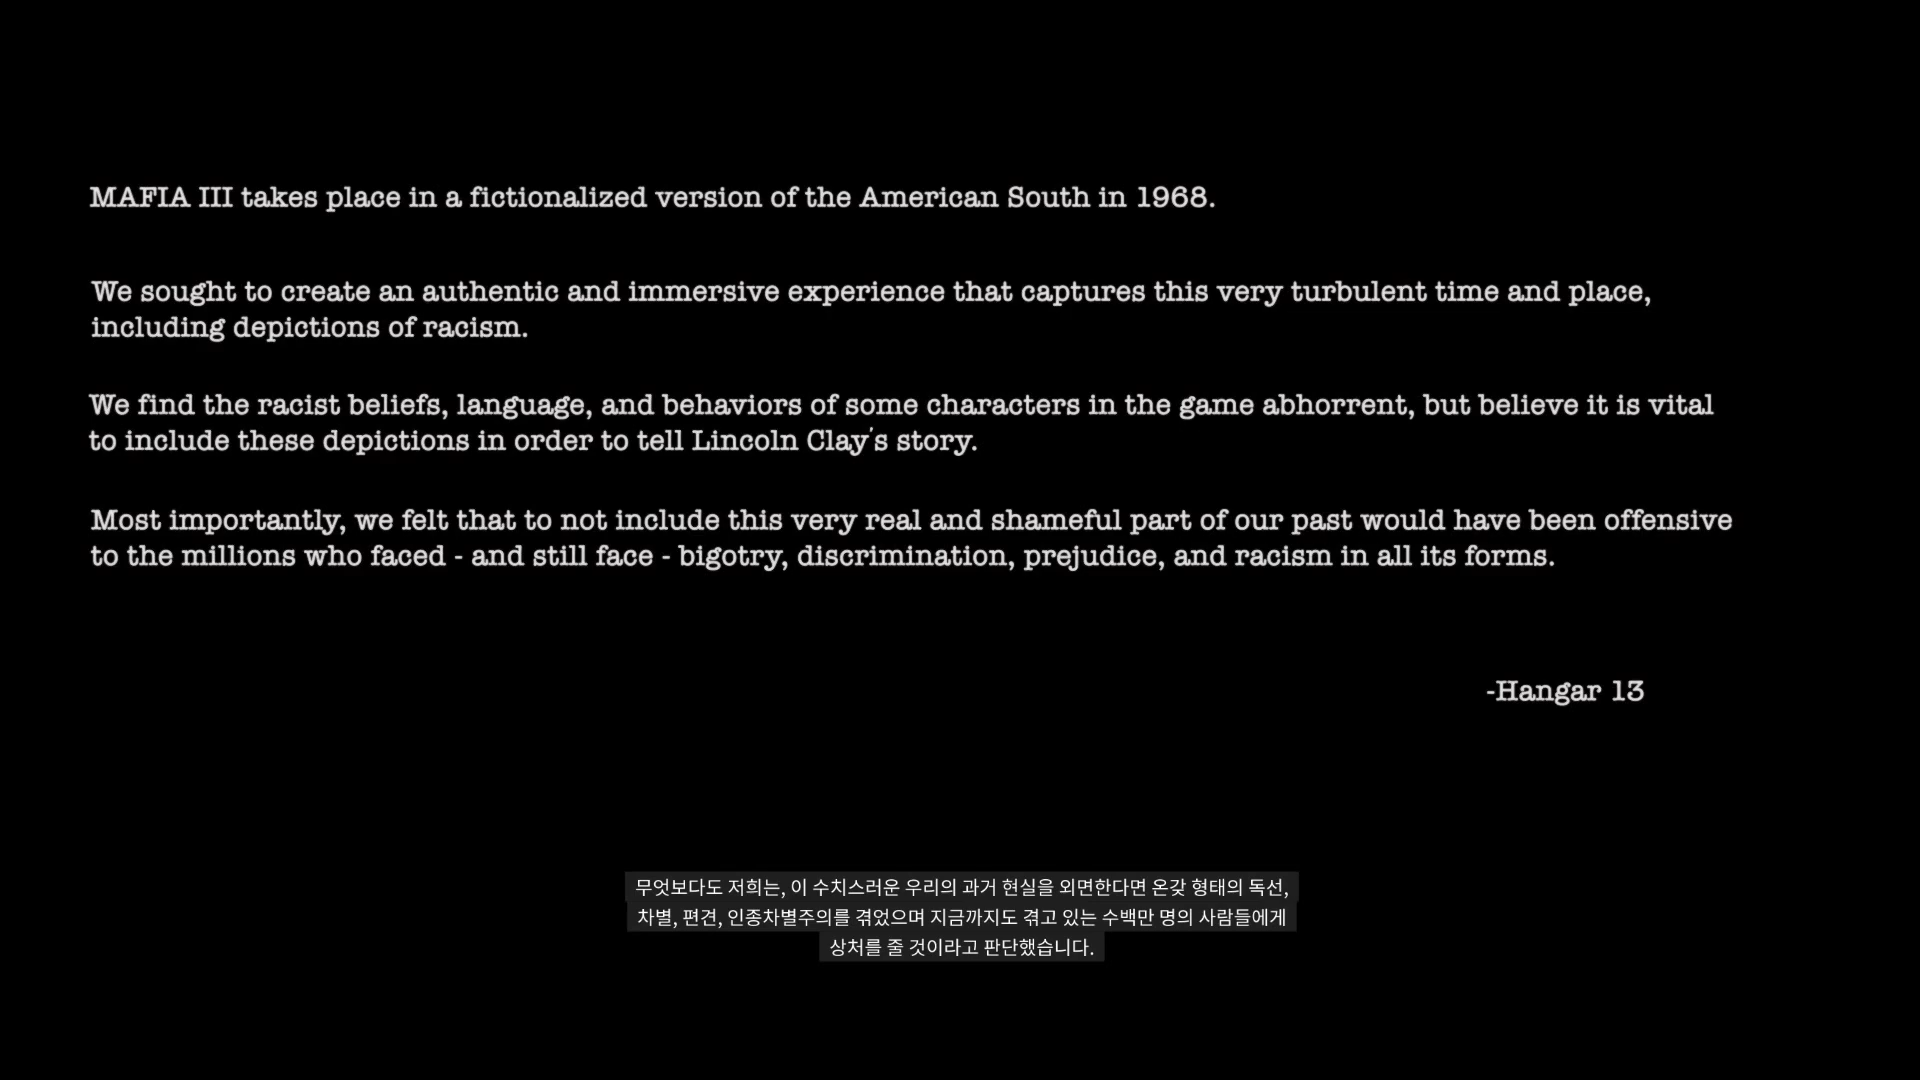 MAFIA III takes place in a fictionalized version of the American South in 1968.
We sought to create an authentic and immersive experience that captures this very turbulent time and place,
including depictions of racism.
We find the racist beliefs, language, and behaviors of some characters in the game abhorrent, but believe it is vital
to include these depictions in order to tell Lincoln Clay's story.
Most importantly, we felt that to not include this very real and shameful part of our past would have been offensive
to the millions who faced - and still face - bigotry, discrimination, prejudice, and racism in all its forms.
-Hangar 13
무엇보다도 저희는, 이 수치스러운 우리의 과거 현실을 외면한다면 온갖 형태의 독선,
차별, 편견, 인종차별주의를 겪었으며 지금까지도 겪고 있는 수백만 명의 사람들에게
상처를 줄 것이라고 판단했습니다.